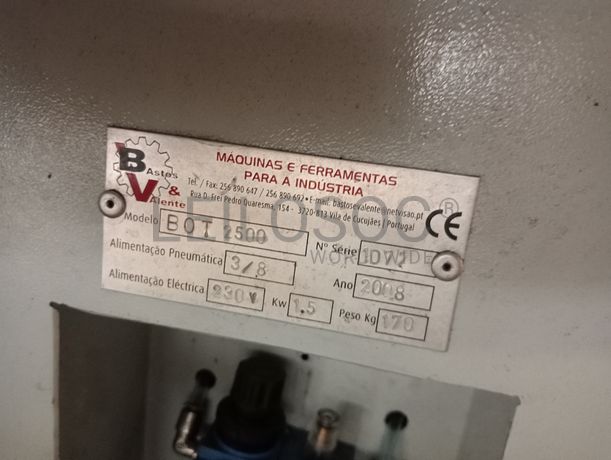 Bastos & Valente
MÁQUINAS E FERRAMENTAS
PARA A INDÚSTRIA
Tel. / Fax: 256 890 647 / 256 890 692 • E-mail: bastosevalente@netvisao.pt
Rua D. Frei Pedro Quaresma, 154 - 3720-813 Vila de Cucujães | Portugal
CE
LEILOSOC®
WORLDWIDE
Modelo BOT 2500 Nº Série
Alimentação Pneumática 3/8 Ano 2008
Alimentação Eléctrica 230 V Kw 1.5 Peso Kg 170